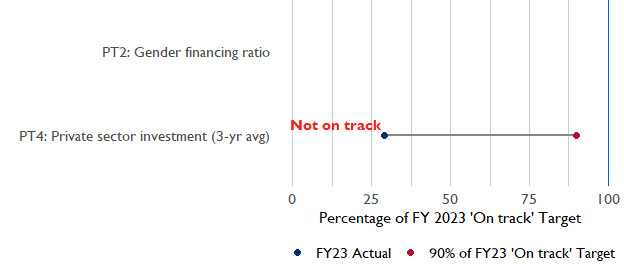 PT2: Gender financing ratio
Not on track
PT4: Private sector investment (3-yr avg)
0 25 50 75 100
Percentage of FY 2023 'On track' Target
FY23 Actual 90% of FY23 'On track' Target